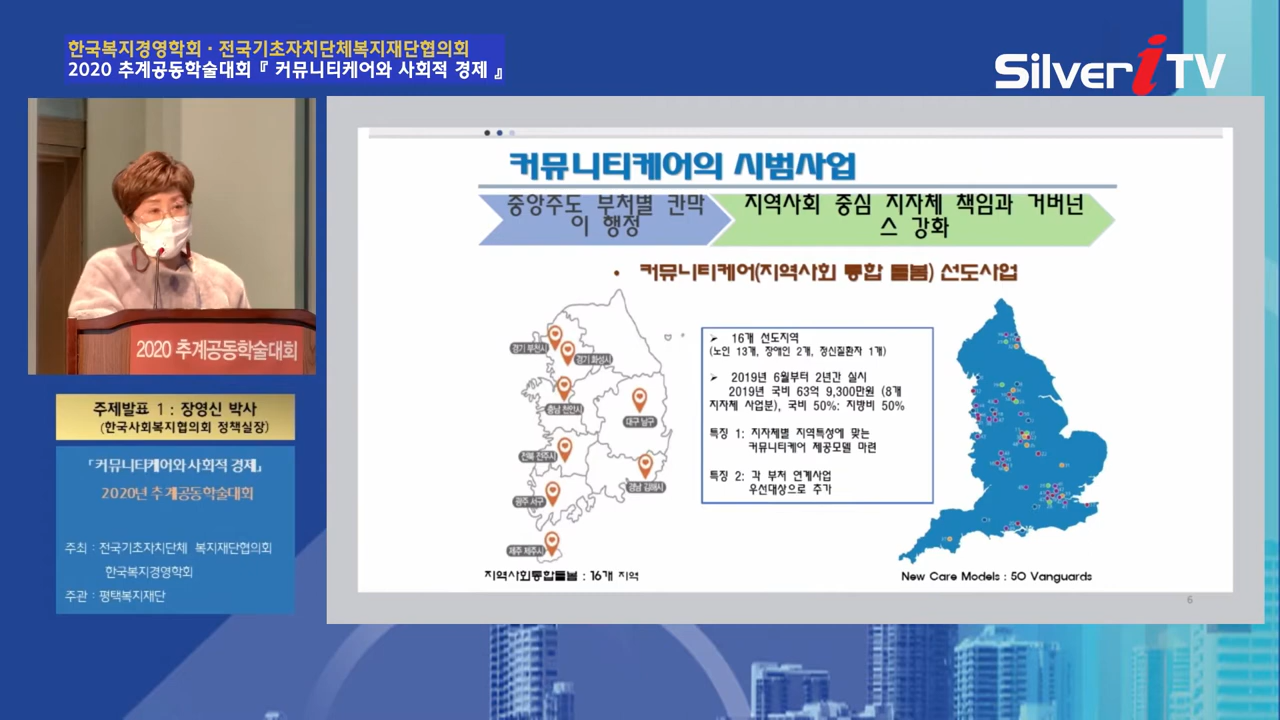 한국복지경영학회 · 전국기초자치단체복지재단협의회
2020 추계공동학술대회 『 커뮤니티케어와 사회적 경제 』
Silver i TV
2020 추계공동학술대회
주제발표 1 : 장영신 박사
(한국사회복지협의회 정책실장)
「커뮤니티케어와 사회적 경제」
2020년 추계공동학술대회
주최 : 전국기초자치단체 복지재단협의회
한국복지경영학회
주관 : 평택복지재단
커뮤니티케어의 시범사업
중앙주도 부처별 칸막
이 행정
지역사회 중심 지자체 책임과 거버넌
스 강화
• 커뮤니티케어(지역사회 통합 돌봄) 선도사업
경기 부천시
경기 화성시
충남 천안시
대구 남구
전북 전주시
경남 김해시
광주 서구
제주 제주시
지역사회통합돌봄 : 16개 지역
➢ 16개 선도지역
(노인 13개, 장애인 2개, 정신질환자 1개)
➢ 2019년 6월부터 2년간 실시
2019년 국비 63억 9,300만원 (8개
지자체 사업분), 국비 50%: 지방비 50%
특징 1: 지자체별 지역특성에 맞는
커뮤니티케어 제공모델 마련
특징 2: 각 부처 연계사업
우선대상으로 추가
New Care Models : 50 Vanguards
6